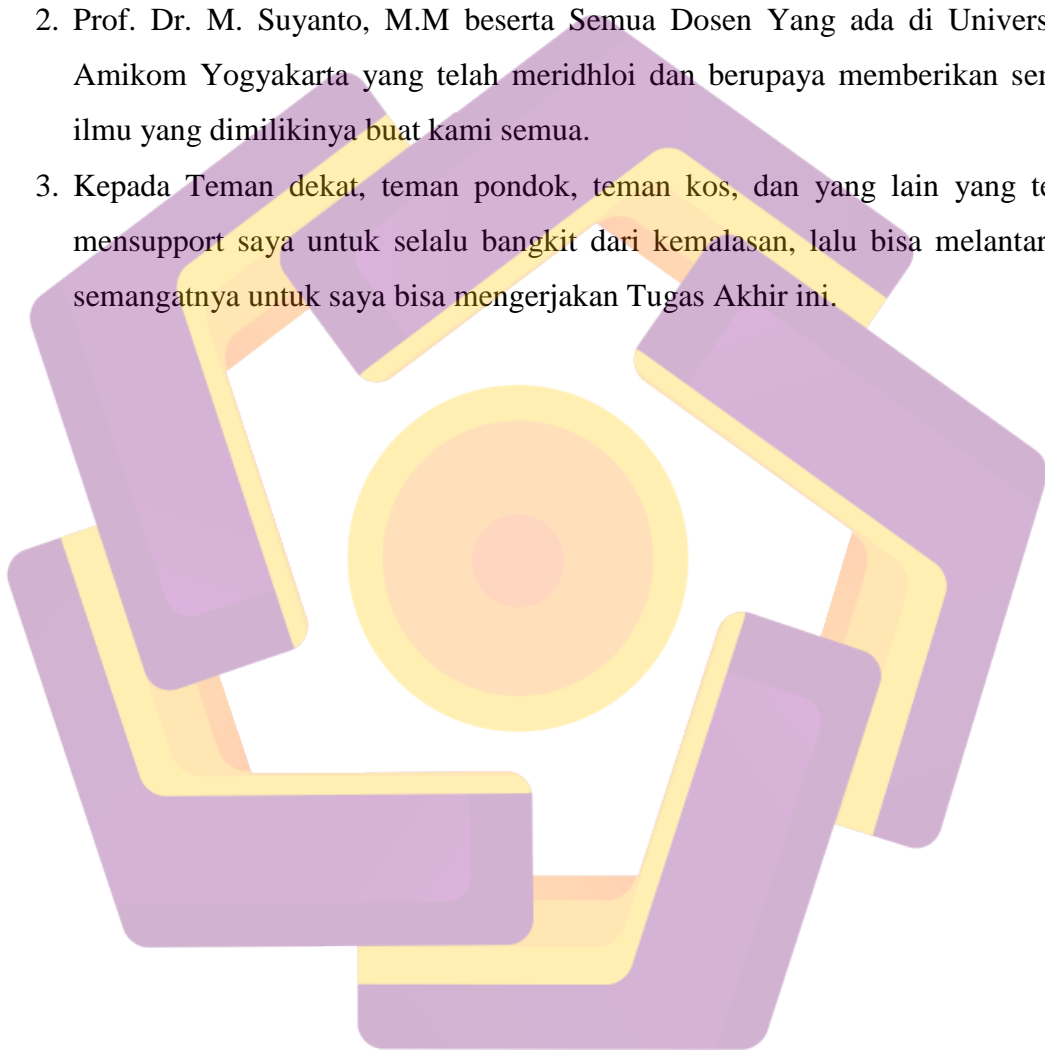 2. Prof. Dr. M. Suyanto, M.M beserta Semua Dosen Yang ada di Univers
Amikom Yogyakarta yang telah meridhloi dan berupaya memberikan se
ilmu yang dimilikinya buat kami semua.
3. Kepada Teman dekat, teman pondok, teman kos, dan yang lain yang te
mensupport saya untuk selalu bangkit dari kemalasan, lalu bisa melantar
semangatnya untuk saya bisa mengerjakan Tugas Akhir ini.